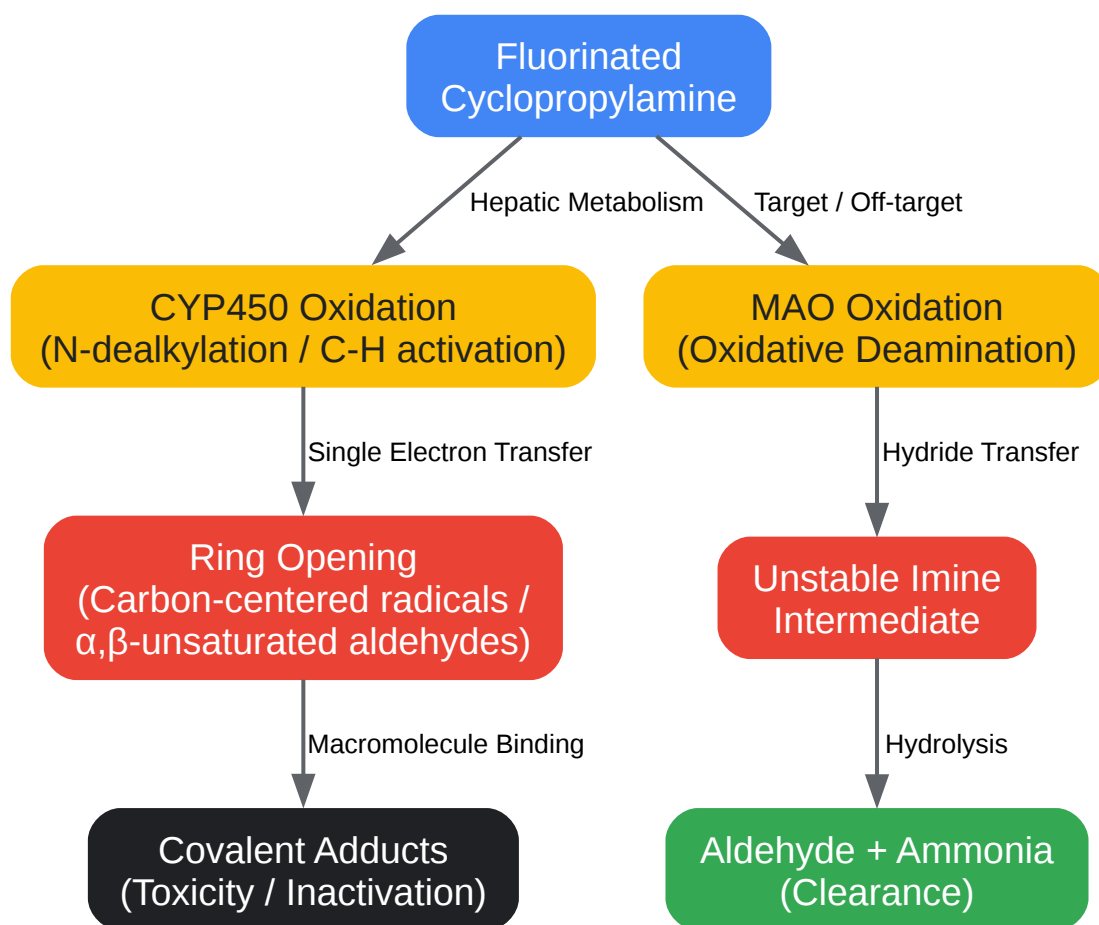 Fluorinated
Cyclopropylamine
Hepatic Metabolism
Target / Off-target
CYP450 Oxidation
(N-dealkylation / C-H activation)
MAO Oxidation
(Oxidative Deamination)
Single Electron Transfer
Hydride Transfer
Ring Opening
(Carbon-centered radicals /
α,β-unsaturated aldehydes)
Unstable Imine
Intermediate
Macromolecule Binding
Hydrolysis
Covalent Adducts
(Toxicity / Inactivation)
Aldehyde + Ammonia
(Clearance)